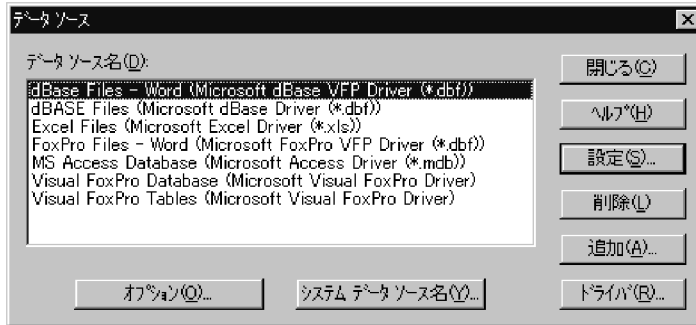 ﾃﾞｰﾀ ｿｰｽ
ﾃﾞｰﾀ ｿｰｽ名(D):
dBase Files - Word (Microsoft dBase VFP Driver (*.dbf))
dBASE Files (Microsoft dBase Driver (*.dbf))
Excel Files (Microsoft Excel Driver (*.xls))
FoxPro Files - Word (Microsoft FoxPro VFP Driver (*.dbf))
MS Access Database (Microsoft Access Driver (*.mdb))
Visual FoxPro Database (Microsoft Visual FoxPro Driver)
Visual FoxPro Tables (Microsoft Visual FoxPro Driver)
閉じる(C)
ﾍﾙﾌﾟ(H)
設定(S)...
削除(L)
追加(A)...
ｵﾌﾟｼｮﾝ(O)...
ｼｽﾃﾑ ﾃﾞｰﾀ ｿｰｽ名(Y)...
ﾄﾞﾗｲﾊﾞ(R)...